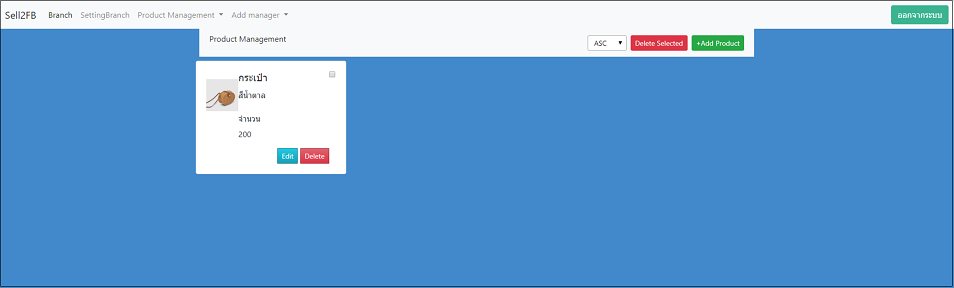 Sell2FB Branch SettingBranch Product Management Add manager ออกจากระบบ
Product Management ASC Delete Selected +Add Product
กระเป๋า
สีน้ำตาล
จำนวน
200
Edit Delete